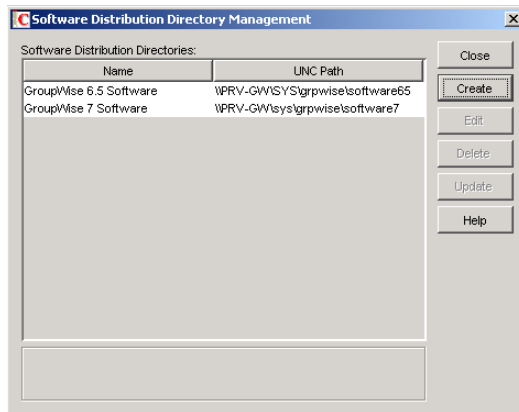 Software Distribution Directory Management
Software Distribution Directories:
Name UNC Path
GroupWise 6.5 Software \\PRV-GW\SYS\grpwise\software65
GroupWise 7 Software \\PRV-GW\sys\grpwise\software7
Close
Create
Edit
Delete
Update
Help